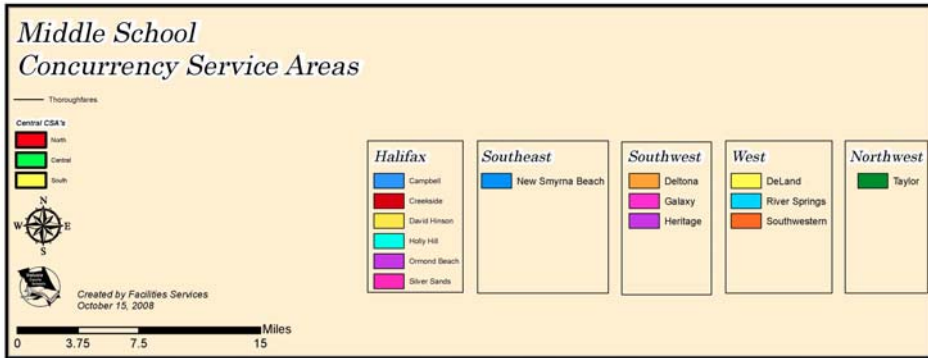 Middle School
Concurrency Service Areas
Thoroughfares
Central CSA's
North
Central
South
N
W E
S
Created by Facilities Services
October 15, 2008
Miles
0 3.75 7.5 15
Halifax
Campbell
Creekside
David Hinson
Holly Hill
Ormond Beach
Silver Sands
Southeast
New Smyrna Beach
Southwest
Deltona
Galaxy
Heritage
West
DeLand
River Springs
Southwestern
Northwest
Taylor